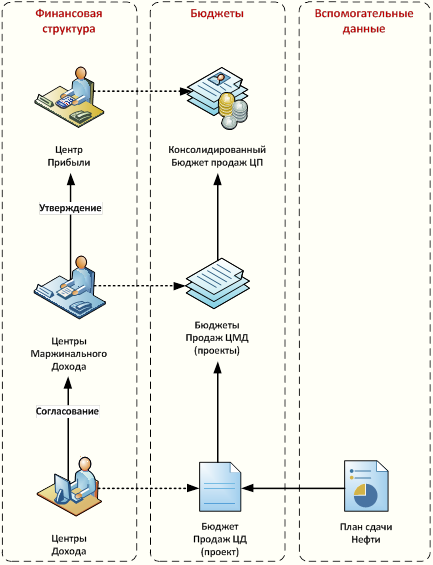 Финансовая
структура
Бюджеты
Вспомогательные
данные
Центр
Прибыли
Консолидированный
Бюджет продаж ЦП
Утверждение
Центры
Маржинального
Дохода
Бюджеты
Продаж ЦМД
(проекты)
Согласование
Центры
Дохода
Бюджет
Продаж ЦД
(проект)
План сдачи
Нефти